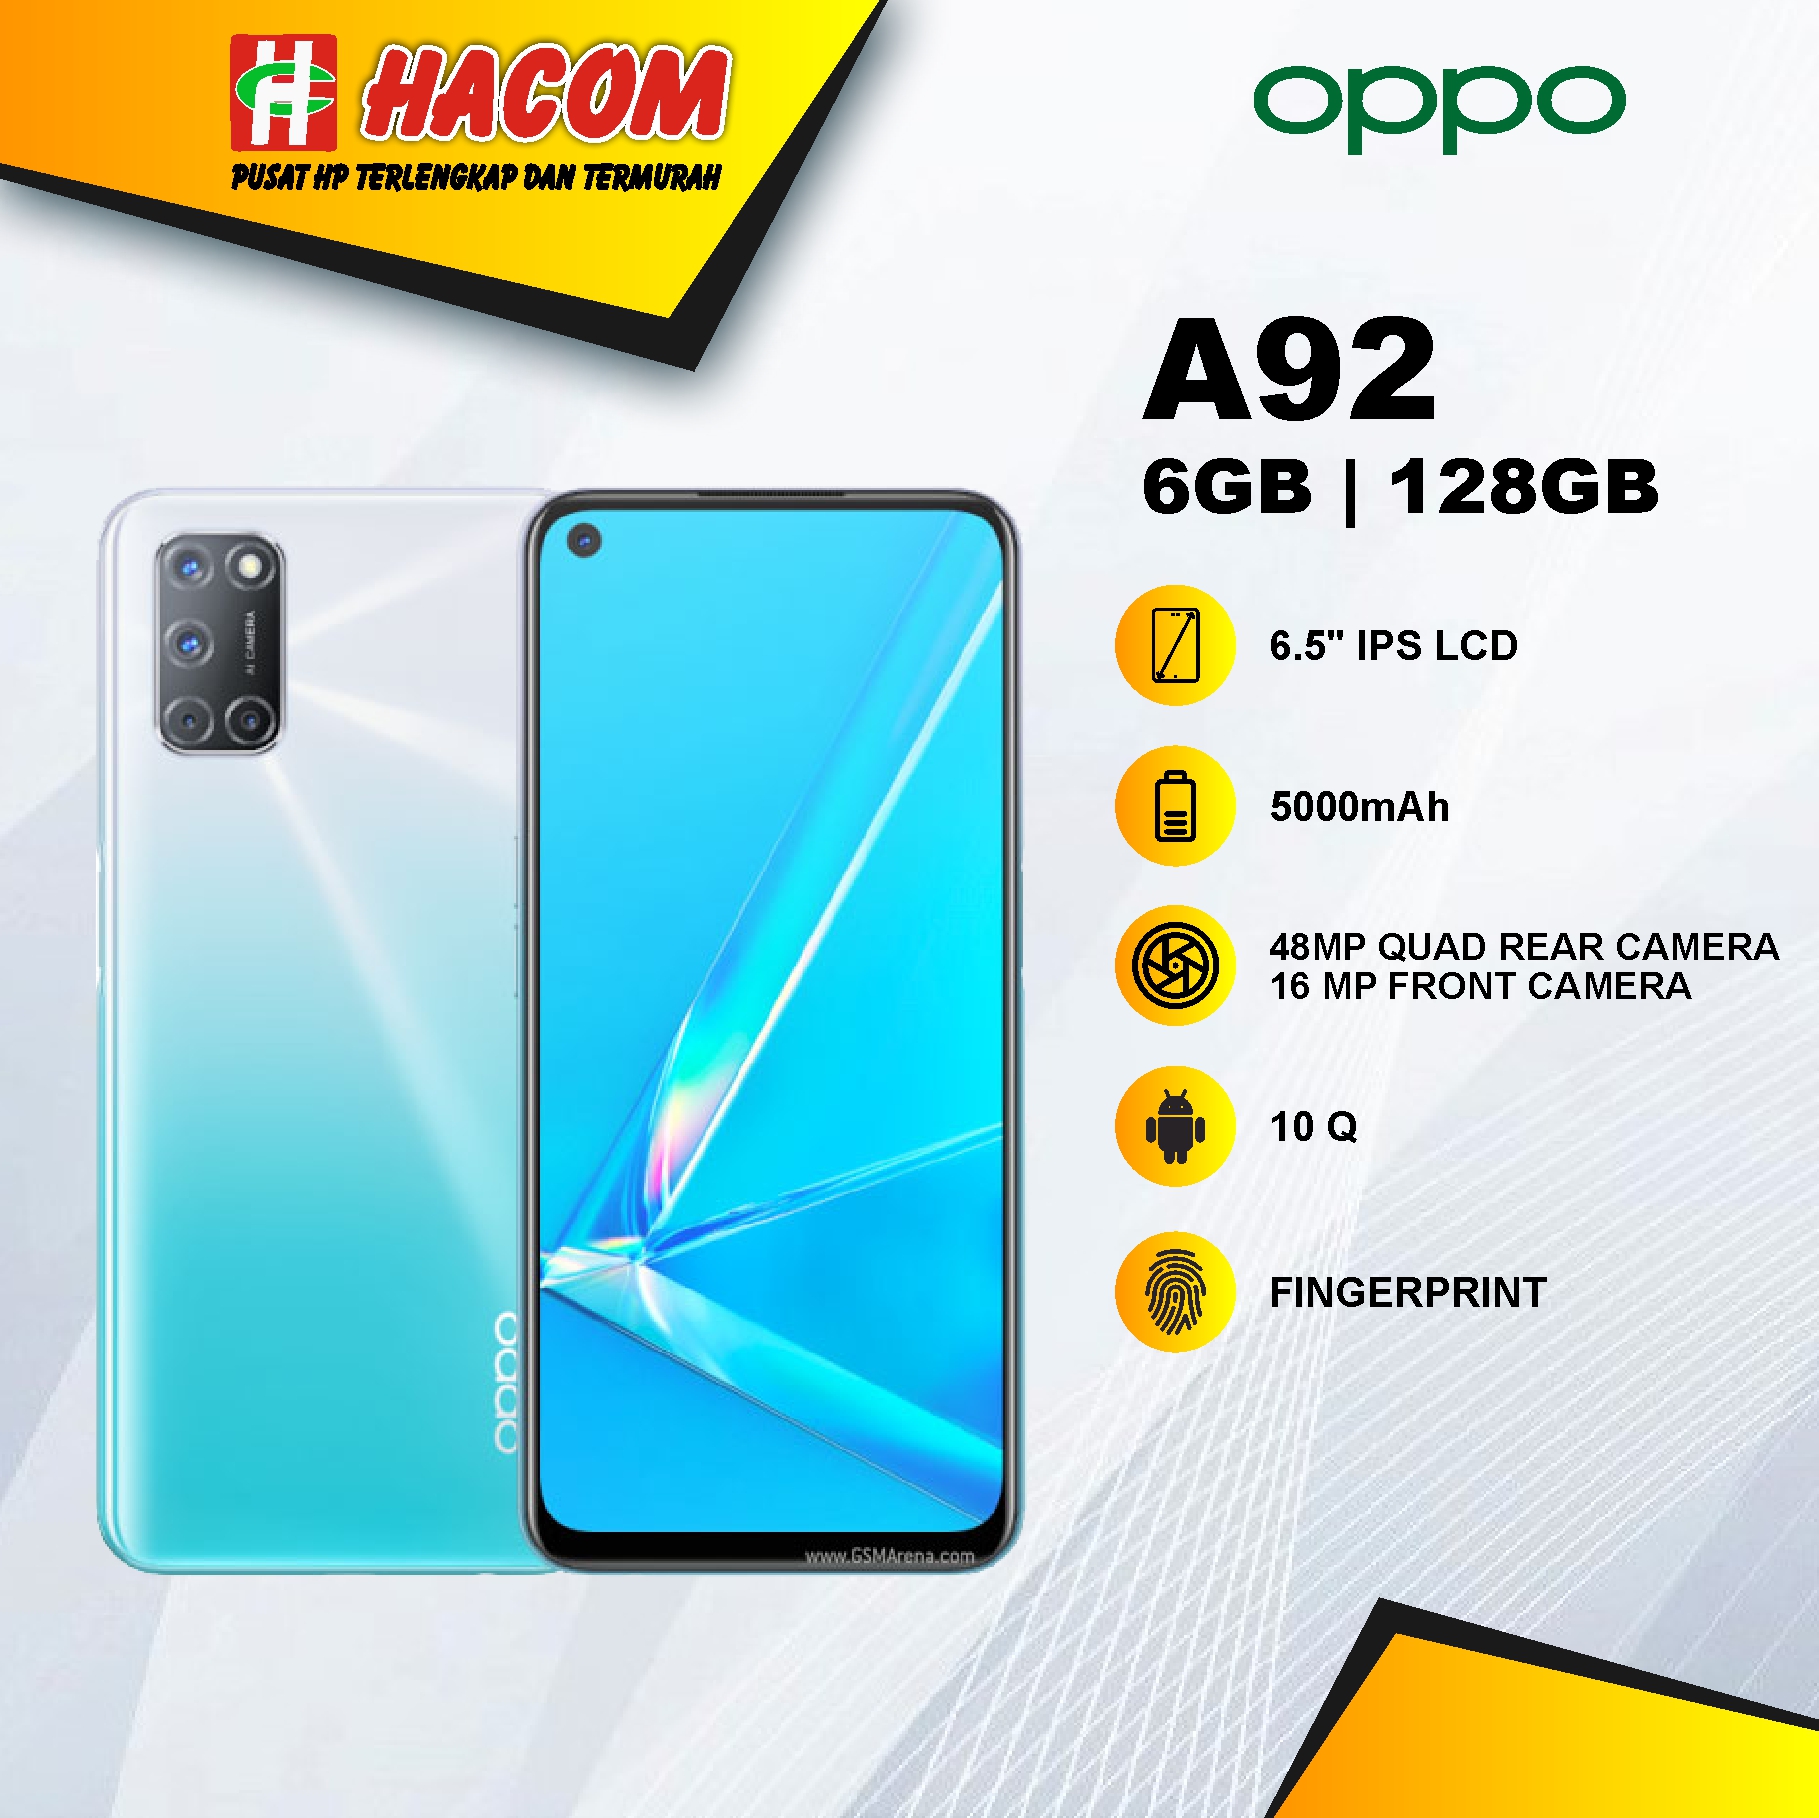 HACOM
PUSAT HP TERLENGKAP DAN TERMURAH
oppo
A92
6GB | 128GB
6.5" IPS LCD
5000mAh
48MP QUAD REAR CAMERA
16 MP FRONT CAMERA
10 Q
FINGERPRINT
AI CAMERA
oppo
www.GSMArena.com